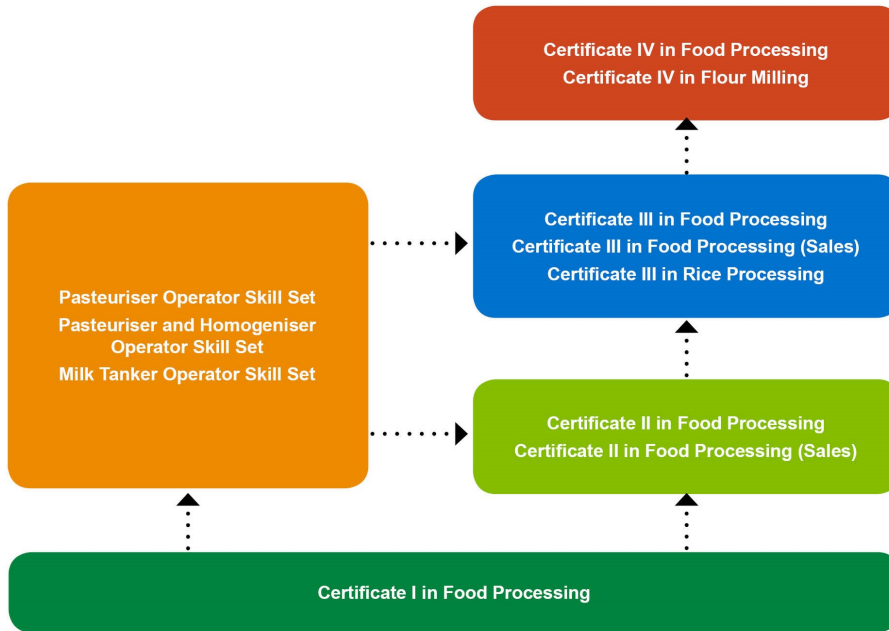 Certificate IV in Food Processing
Certificate IV in Flour Milling
Certificate III in Food Processing
Certificate III in Food Processing (Sales)
Certificate III in Rice Processing
Pasteuriser Operator Skill Set
Pasteuriser and Homogeniser
Operator Skill Set
Milk Tanker Operator Skill Set
Certificate II in Food Processing
Certificate II in Food Processing (Sales)
Certificate I in Food Processing